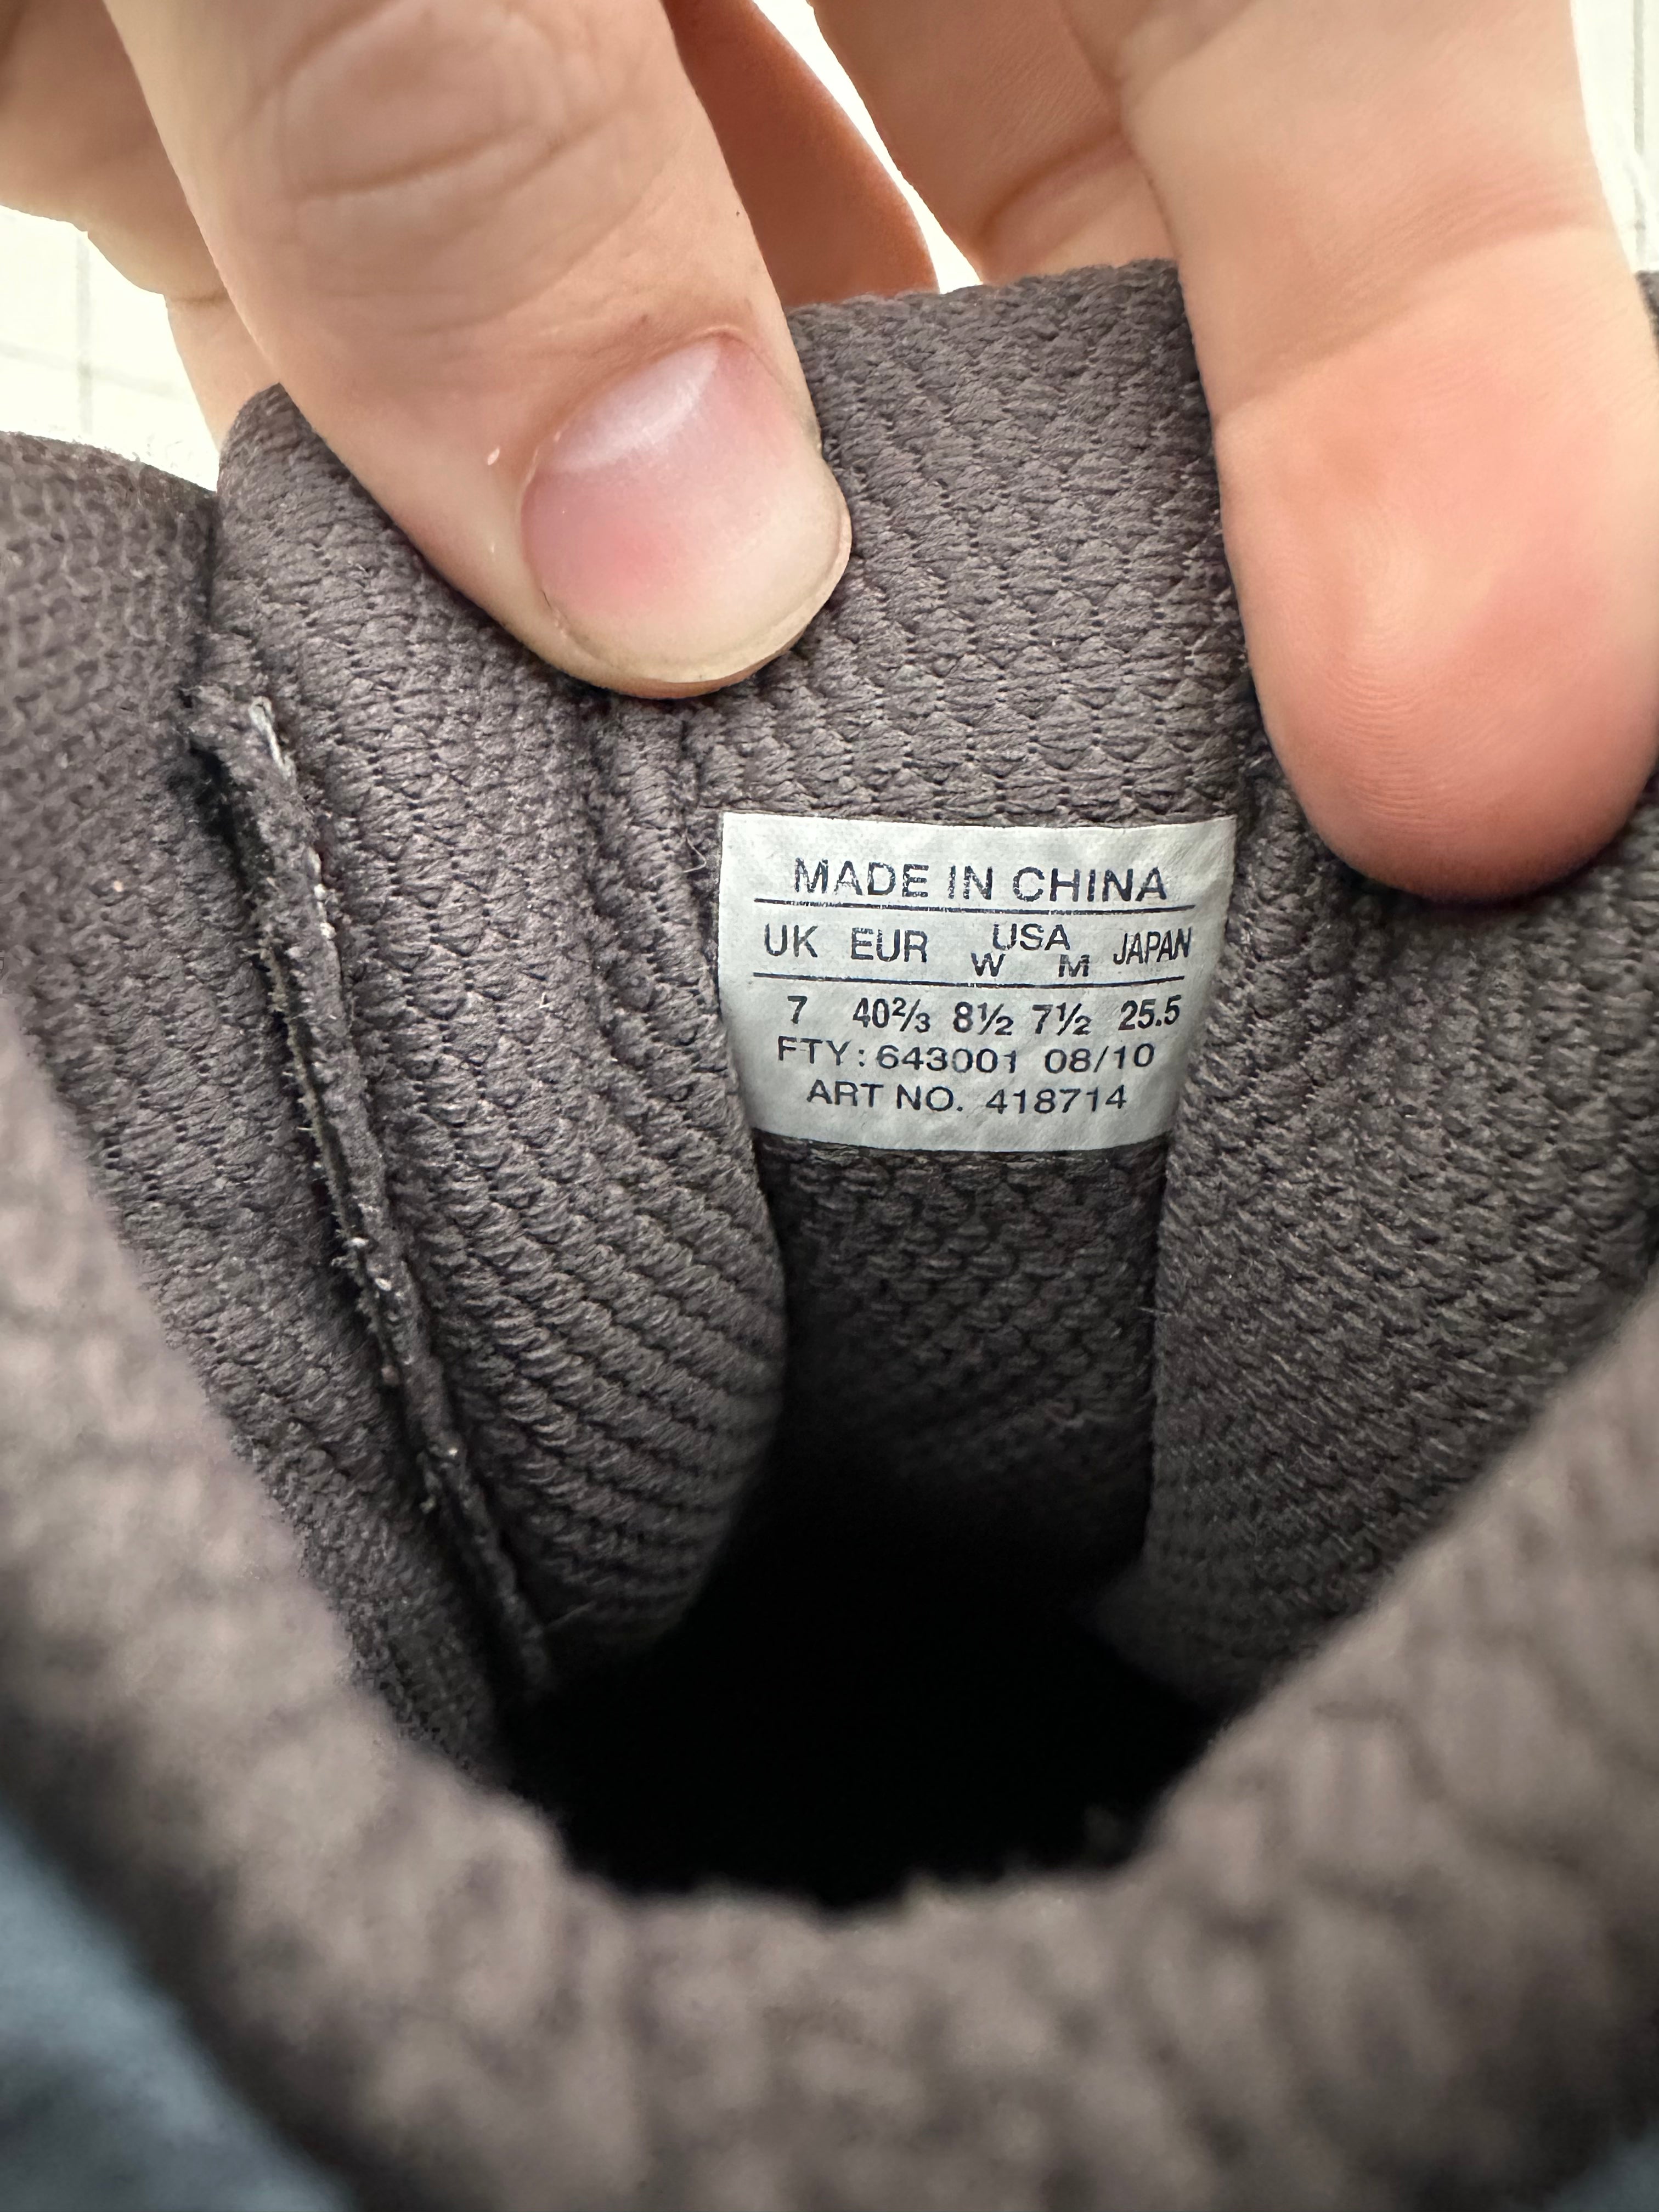 MADE IN CHINA
UK EUR USA JAPAN
W M
7 40⅔ 8½ 7½ 25.5
FTY: 643001 08/10
ART NO. 418714